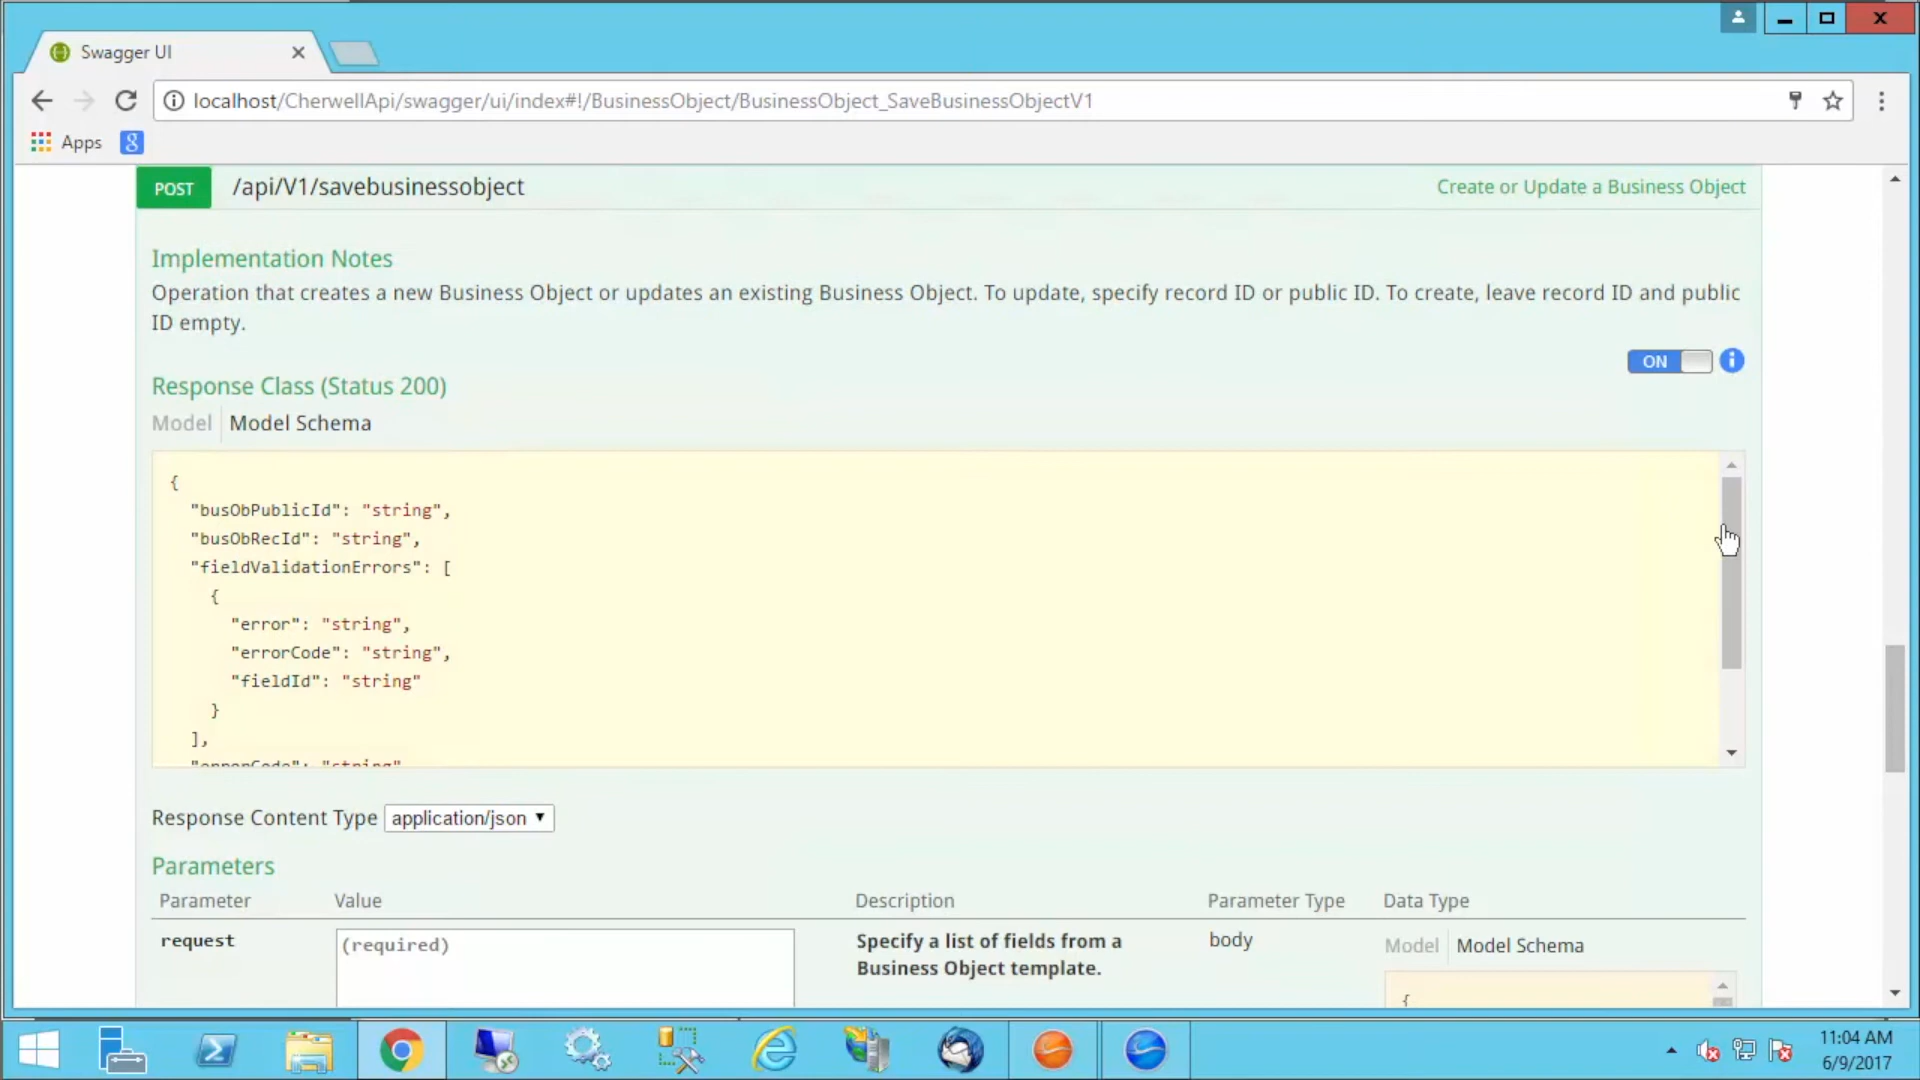 Swagger UI
localhost/CherwellApi/swagger/ui/index#!/BusinessObject/BusinessObject_SaveBusinessObjectV1
Apps
POST /api/V1/savebusinessobject Create or Update a Business Object
Implementation Notes
Operation that creates a new Business Object or updates an existing Business Object. To update, specify record ID or public ID. To create, leave record ID and public
ID empty.
ON
Response Class (Status 200)
Model Model Schema
{
"busObPublicId": "string",
"busObRecId": "string",
"fieldValidationErrors": [
{
"error": "string",
"errorCode": "string",
"fieldId": "string"
}
],
"errorCode": "string"
Response Content Type application/json
Parameters
Parameter Value Description Parameter Type Data Type
request (required) Specify a list of fields from a body Model Model Schema
Business Object template.
{
11:04 AM
6/9/2017